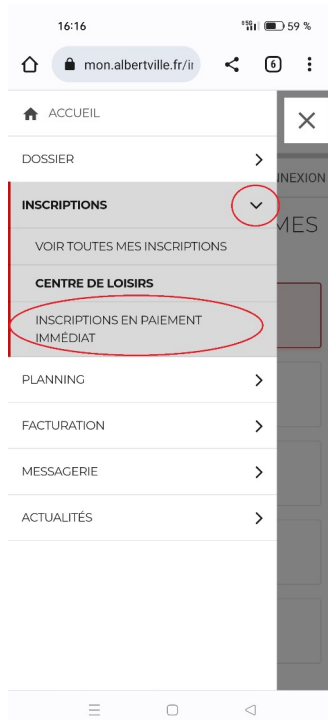 16:16
59 %
mon.albertville.fr/ir
6
ACCUEIL
DOSSIER
NNEXION
INSCRIPTIONS
MES
VOIR TOUTES MES INSCRIPTIONS
CENTRE DE LOISIRS
INSCRIPTIONS EN PAIEMENT
IMMÉDIAT
PLANNING
FACTURATION
MESSAGERIE
ACTUALITÉS